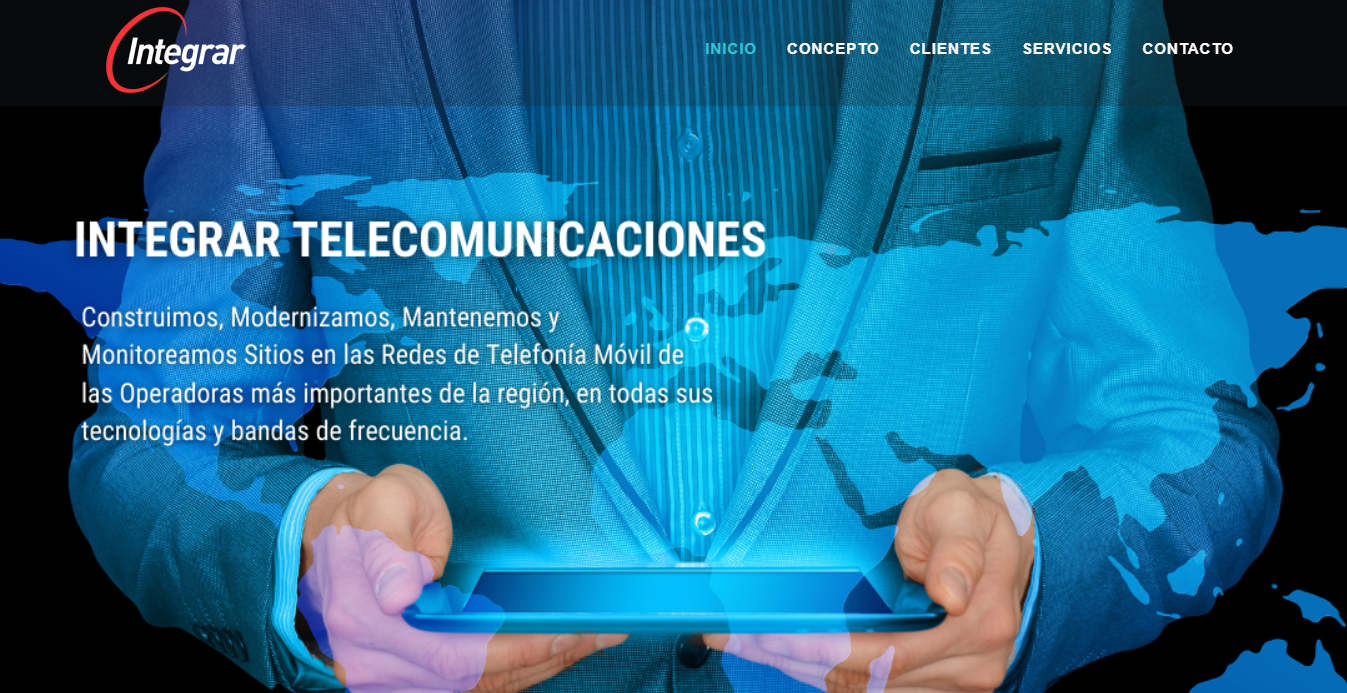 Integrar
INICIO CONCEPTO CLIENTES SERVICIOS CONTACTO
INTEGRAR TELECOMUNICACIONES
Construimos, Modernizamos, Mantenemos y
Monitoreamos Sitios en las Redes de Telefonía Móvil de
las Operadoras más importantes de la región, en todas sus
tecnologías y bandas de frecuencia.